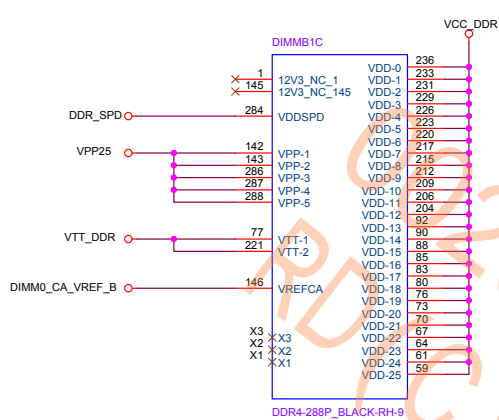 VCC_DDR
DIMMB1C
1 12V3_NC_1 VDD-0 236
145 12V3_NC_145 VDD-1 233
VDD-2 231
VDD-3 229
DDR_SPD 284 VDDSPD VDD-4 226
VDD-5 223
VDD-6 220
VPP25 142 VPP-1 VDD-7 217
143 VPP-2 VDD-8 215
286 VPP-3 VDD-9 212
287 VPP-4 VDD-10 209
288 VPP-5 VDD-11 206
VDD-12 204
VDD-13 92
VTT_DDR 77 VTT-1 VDD-14 90
221 VTT-2 VDD-15 88
VDD-16 85
VDD-17 83
DIMM0_CA_VREF_B 146 VREFCA VDD-18 80
VDD-19 76
VDD-20 73
VDD-21 70
X3 X3 VDD-22 67
X2 X2 VDD-23 64
X1 X1 VDD-24 61
VDD-25 59
DDR4-288P_BLACK-RH-9